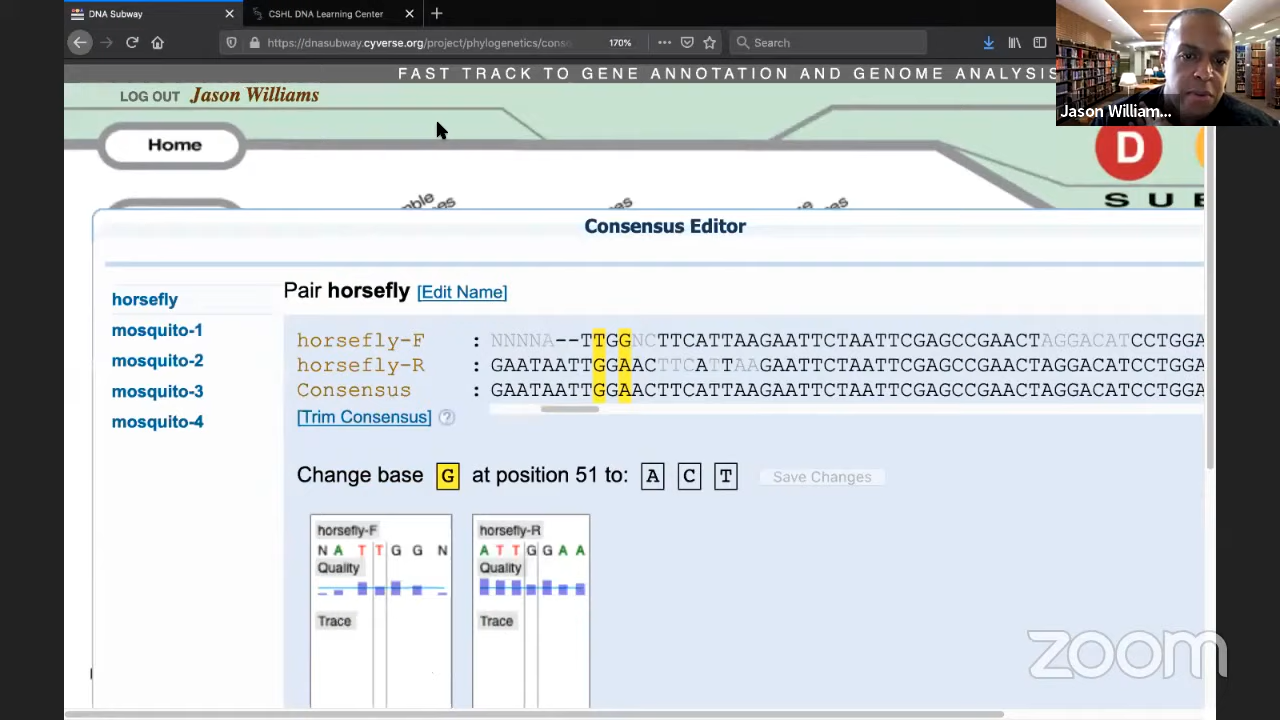 DNA Subway
CSHL DNA Learning Center
https://dnasubway.cyverse.org/project/phylogenetics/conse
170%
Search
FAST TRACK TO GENE ANNOTATION AND GENOME ANALYSIS
LOG OUT Jason Williams
Jason William...
Home
D
SU
Consensus Editor
Pair horsefly [Edit Name]
horsefly
mosquito-1
mosquito-2
mosquito-3
mosquito-4
horsefly-F : NNNNA--TTGGNCTTCATTAAGAATTCTAATTCGAGCCGAACTAGGACATCCTGGA
horsefly-R : GAATAATTGGAACTTCATTAAGAATTCTAATTCGAGCCGAACTAGGACATCCTGGA
Consensus : GAATAATTGGAACTTCATTAAGAATTCTAATTCGAGCCGAACTAGGACATCCTGGA
[Trim Consensus] ?
Change base G at position 51 to: A C T Save Changes
horsefly-F
N A T T G G N
Quality
Trace
horsefly-R
A T T G G A A
Quality
Trace
zoom